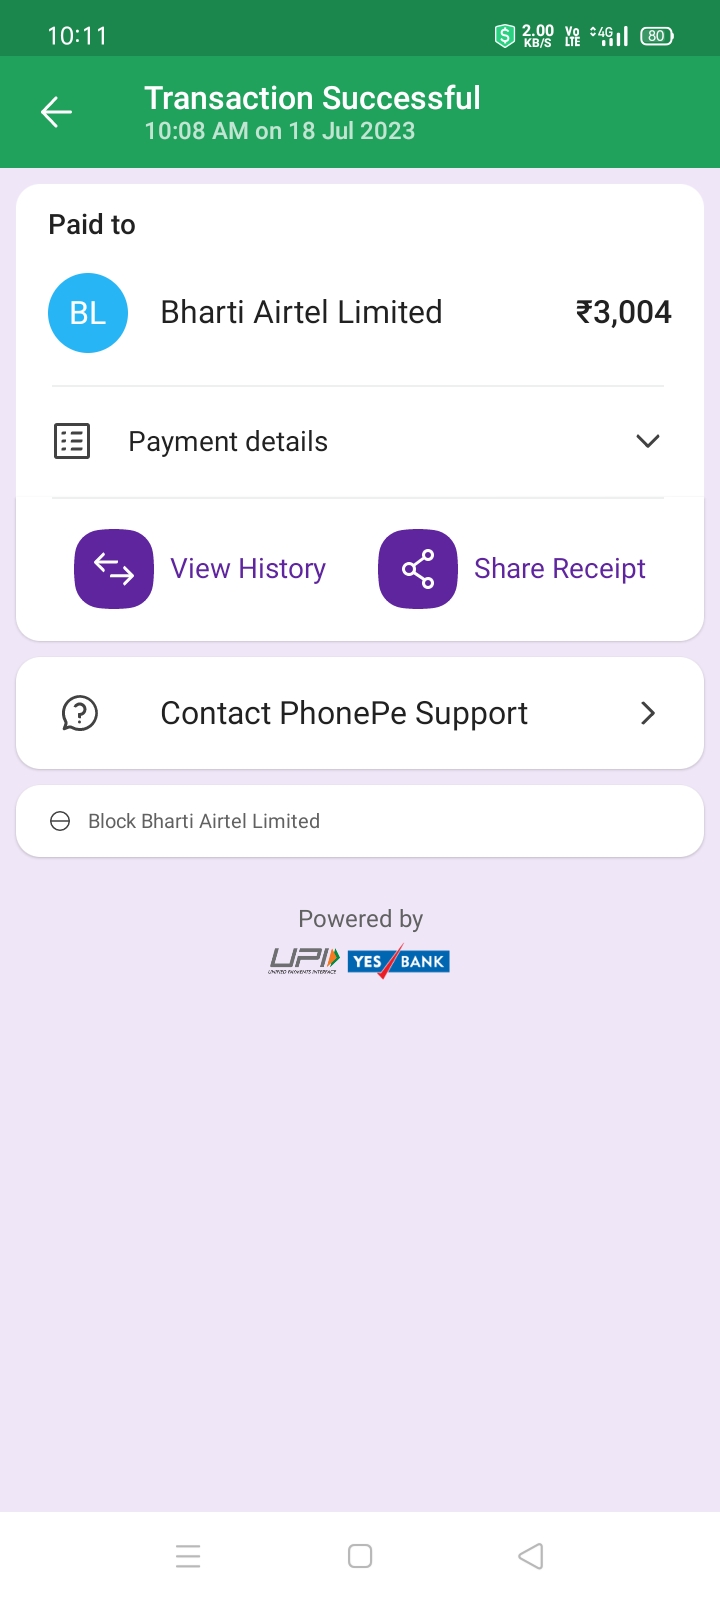 10:11
2.00 KB/S Vo LTE 4G 80
Transaction Successful
10:08 AM on 18 Jul 2023
Paid to
BL Bharti Airtel Limited ₹3,004
Payment details
View History Share Receipt
Contact PhonePe Support
Block Bharti Airtel Limited
Powered by
UPI YES BANK
UNIFIED PAYMENTS INTERFACE